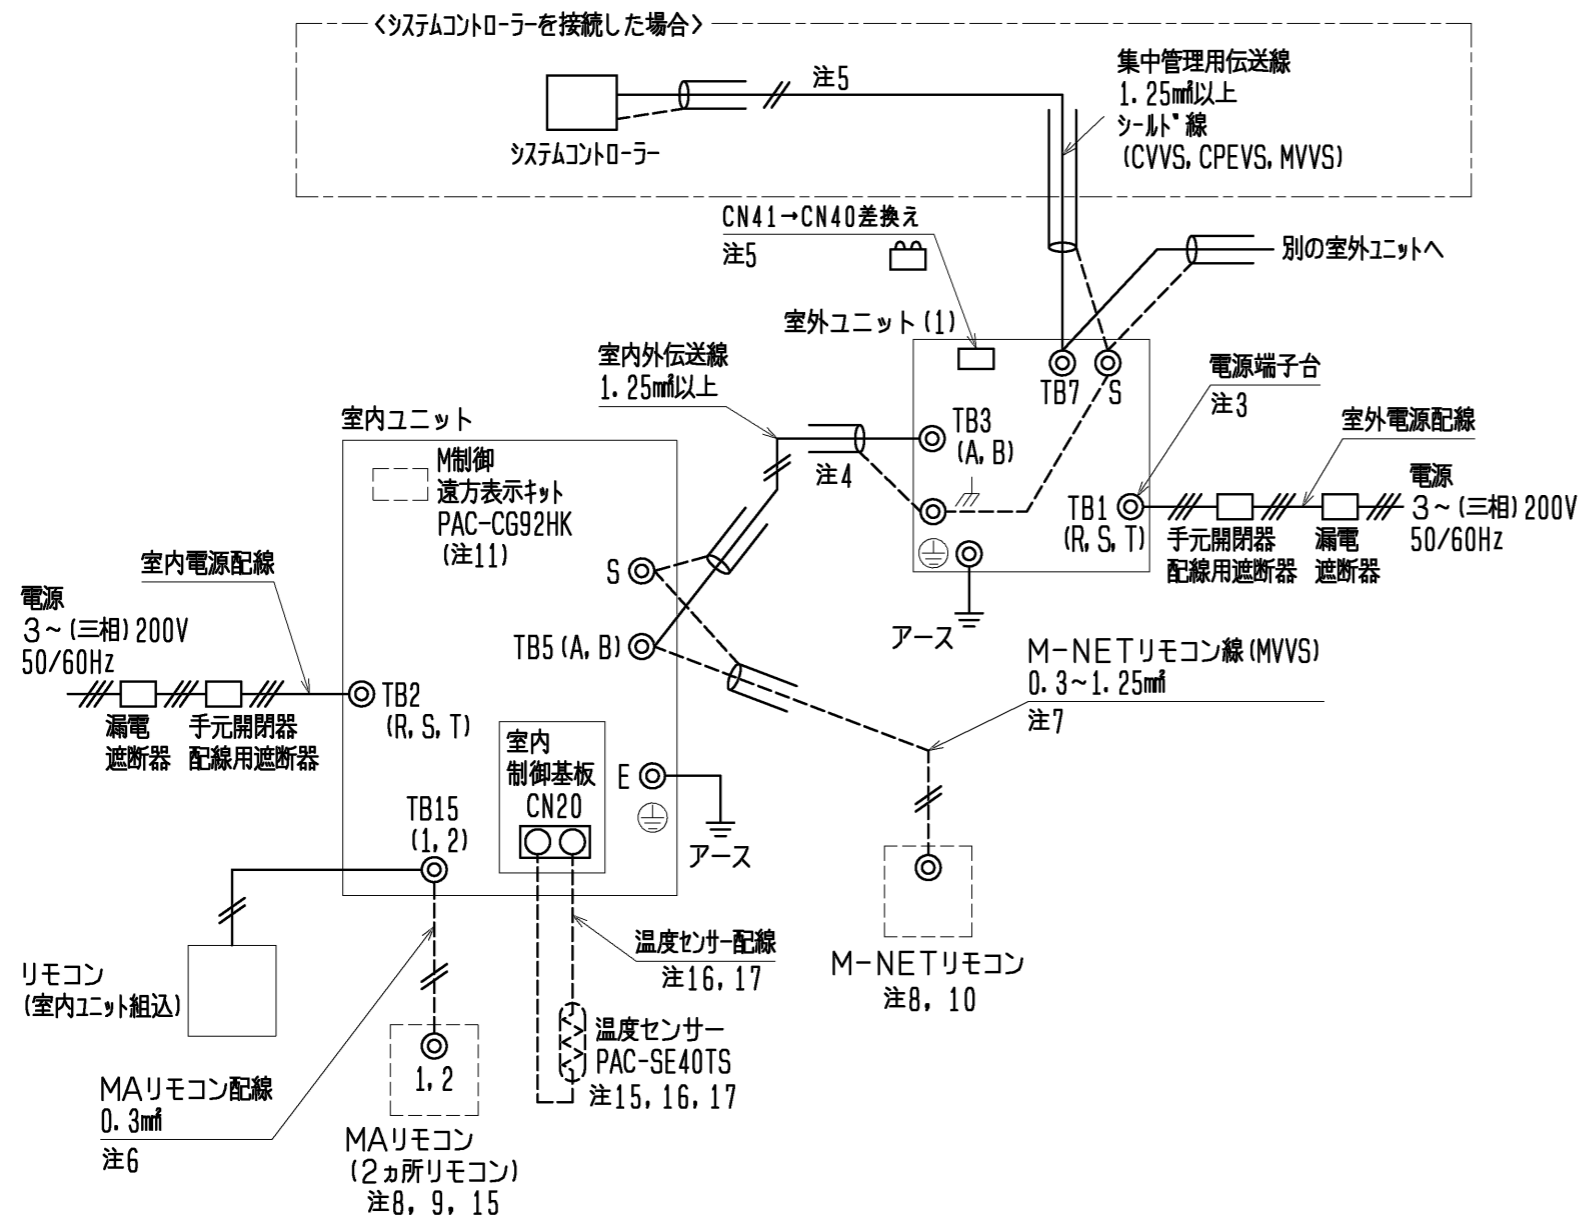 <システムコントローラーを接続した場合>
注5
システムコントローラー
集中管理用伝送線
1.25㎟以上
シールド線
(CVVS, CPEVS, MVVS)
CN41→CN40差換え
注5
別の室外ユニットへ
室外ユニット(1)
TB7
S
電源端子台
注3
室内外伝送線
1.25㎟以上
TB3
(A, B)
注4
室外電源配線
電源
3~(三相)200V
50/60Hz
TB1
(R, S, T)
手元開閉器
配線用遮断器
漏電
遮断器
アース
室内ユニット
M制御
遠方表示キット
PAC-CG92HK
(注11)
室内電源配線
電源
3~(三相)200V
50/60Hz
S
TB5(A, B)
漏電
遮断器
手元開閉器
配線用遮断器
TB2
(R, S, T)
室内
制御基板
CN20
E
アース
M-NETリモコン線(MVVS)
0.3~1.25㎟
注7
TB15
(1, 2)
リモコン
(室内ユニット組込)
温度センサー配線
注16, 17
M-NETリモコン
注8, 10
温度センサー
PAC-SE40TS
注15, 16, 17
1, 2
MAリモコン配線
0.3㎟
注6
MAリモコン
(2ヵ所リモコン)
注8, 9, 15